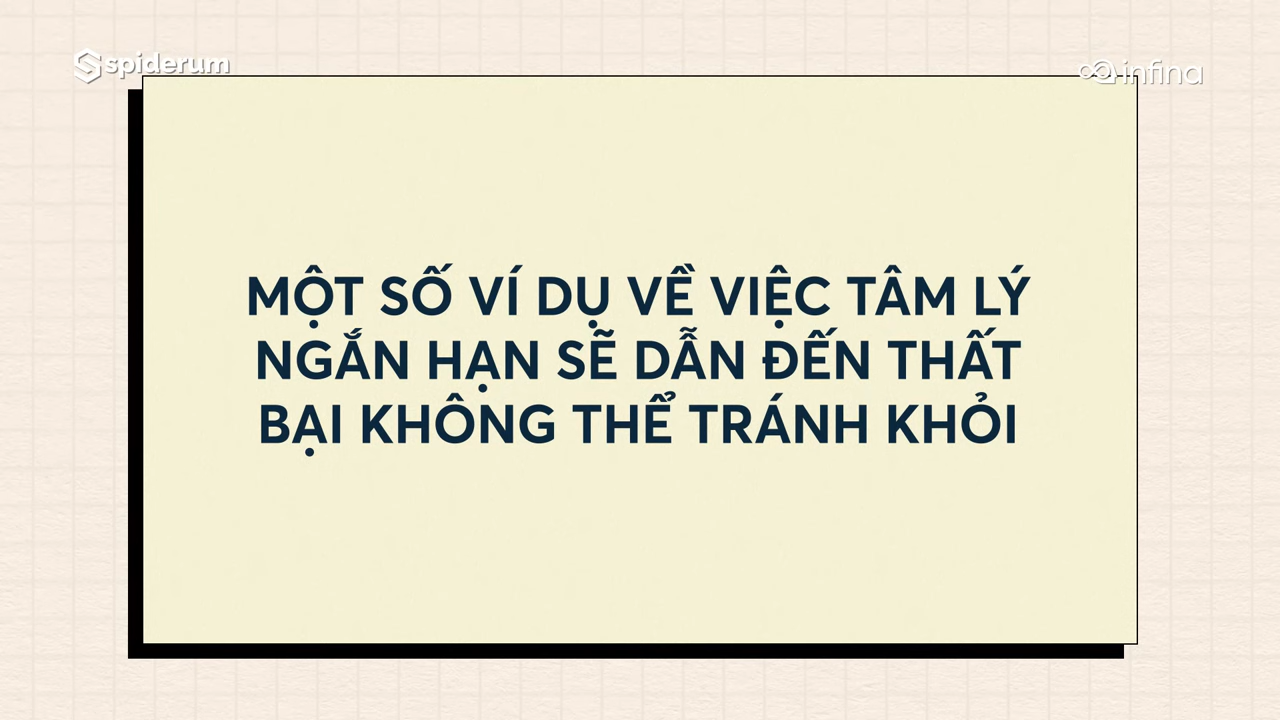 spiderum
infina
MỘT SỐ VÍ DỤ VỀ VIỆC TÂM LÝ
NGẮN HẠN SẼ DẪN ĐẾN THẤT
BẠI KHÔNG THỂ TRÁNH KHỎI